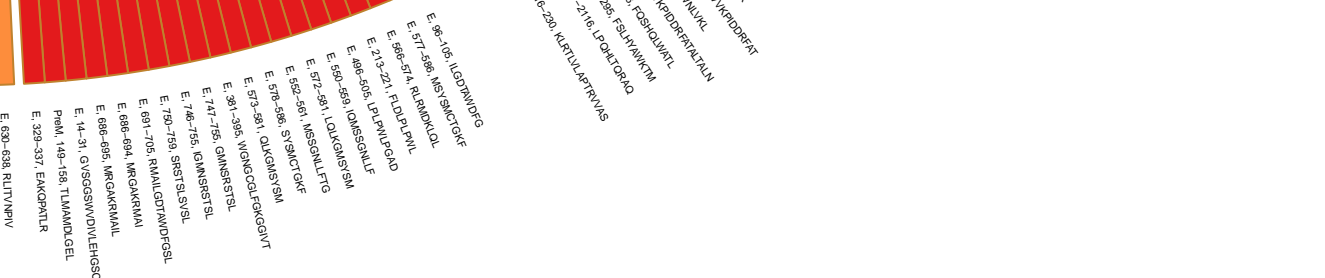 E, 630–638, RLITVNPIV
E, 329–337, EAKQPATLR
PreM, 149–158, TLMAMDLGEL
E, 14–31, GVSGGSWVDIVLEHGSC
E, 686–695, MRGAKRMAIL
E, 686–694, MRGAKRMAI
E, 691–705, RMAILGDTAWDFGSL
E, 750–759, SRSTSLSVSL
E, 746–755, IGMNSRSTSL
E, 747–755, GMNSRSTSL
E, 381–395, WGNGCGLFGKGGIVT
E, 573–581, QLKGMSYSM
E, 578–586, SYSMCTGKF
E, 552–561, MSSGNLLFTG
E, 572–581, LQLKGMSYSM
E, 550–559, IQMSSGNLLF
E, 496–505, LPLPWLPGAD
E, 213–221, FLDLPLPWL
E, 566–574, RLRMDKLQL
E, 577–586, MSYSMCTGKF
E, 96–105, ILGDTAWDFG
6–230, KLRTLVLAPTRVVAS
–2116, LPQHLTQRAQ
295, FSLHYAWKTM
FQSHQLWATL
KPIDDRFATALTALN
WNLVKL
VKPIDDRFAT